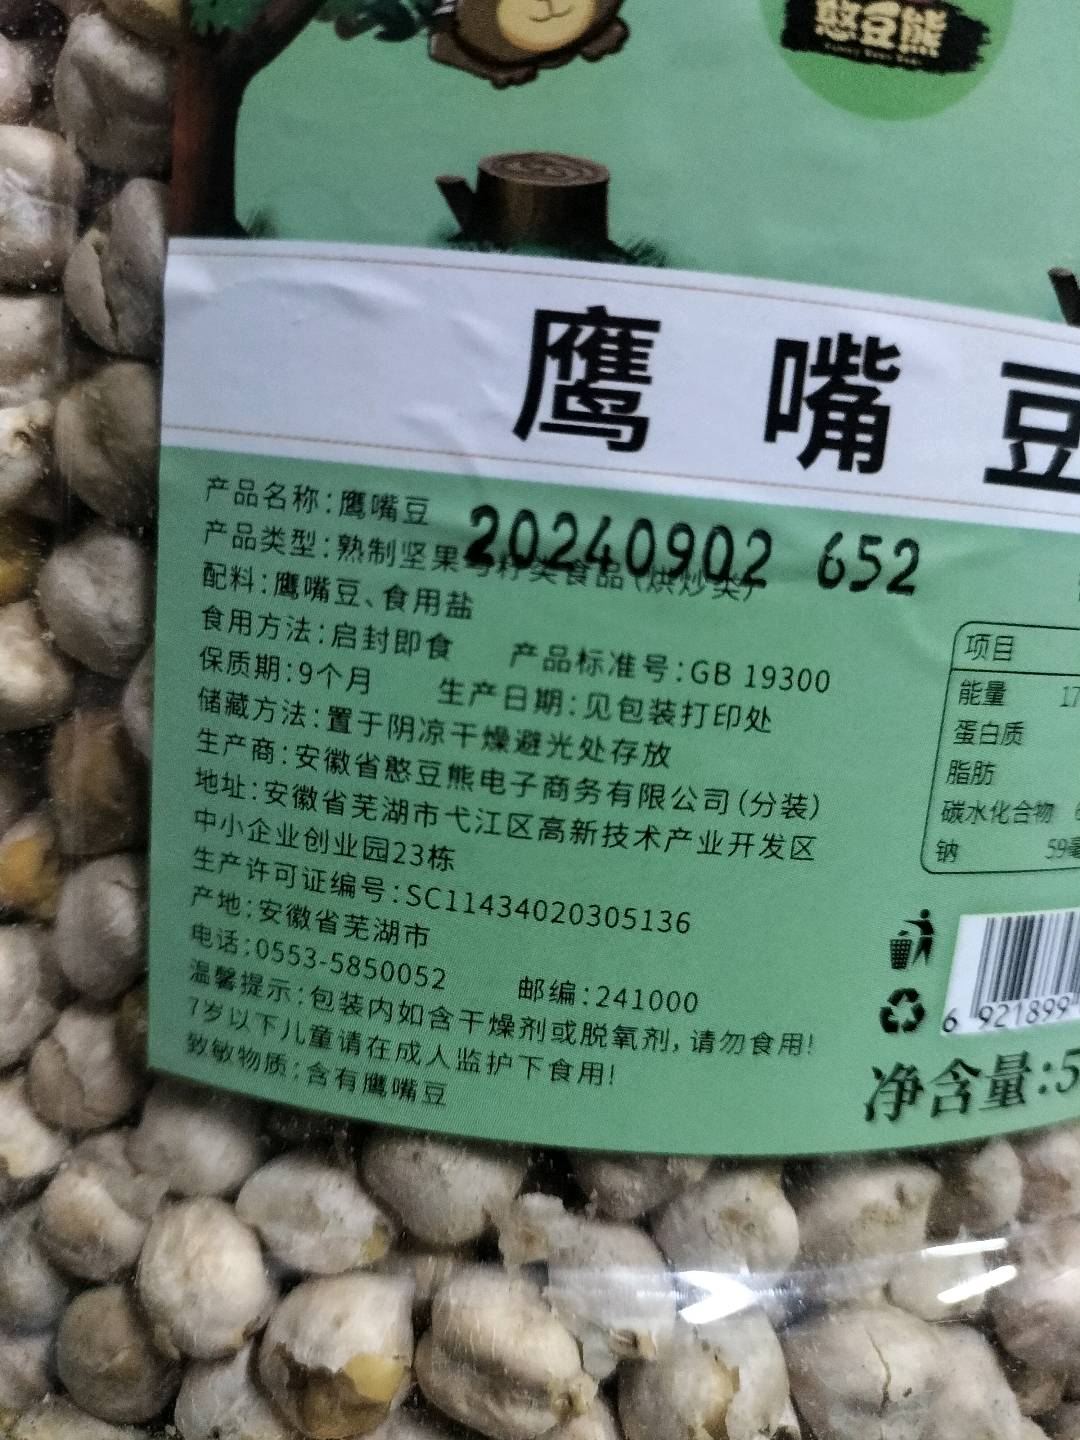 憨豆熊
鹰嘴豆
20240902 652
产品名称:鹰嘴豆
产品类型:熟制坚果与籽类食品(烘炒类)
配料:鹰嘴豆、食用盐
食用方法:启封即食 产品标准号:GB 19300
保质期:9个月 生产日期:见包装打印处
储藏方法:置于阴凉干燥避光处存放
生产商:安徽省憨豆熊电子商务有限公司(分装)
地址:安徽省芜湖市弋江区高新技术产业开发区
中小企业创业园23栋
生产许可证编号:SC11434020305136
产地:安徽省芜湖市
电话:0553-5850052 邮编:241000
温馨提示:包装内如含干燥剂或脱氧剂,请勿食用!
7岁以下儿童请在成人监护下食用!
致敏物质:含有鹰嘴豆
项目
能量 17
蛋白质
脂肪
碳水化合物 6
钠 59毫
6 921899
净含量:5